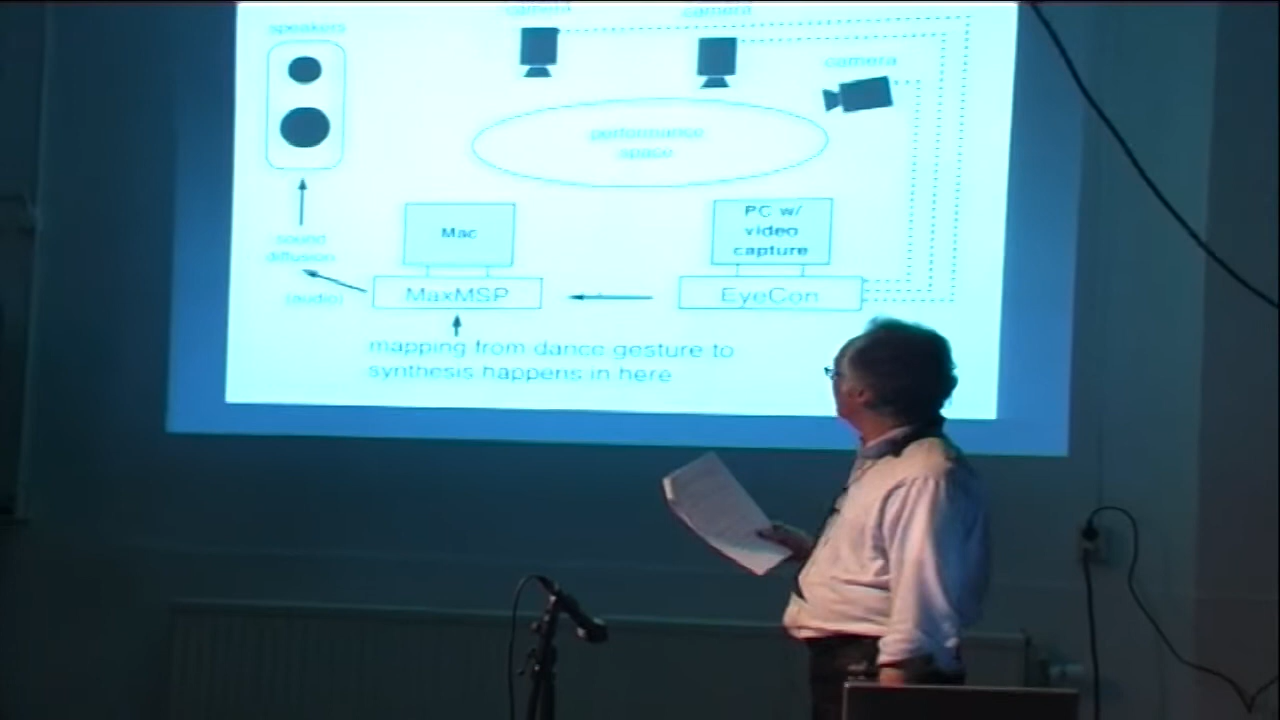 speakers
camera
camera
camera
performance
space
Mac
PC w/
video
capture
sound
diffusion
(audio)
MaxMSP
EyeCon
mapping from dance gesture to
synthesis happens in here